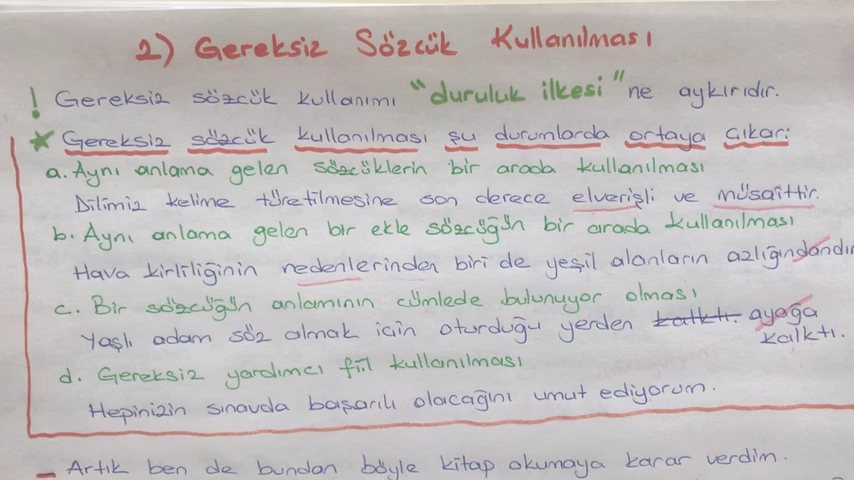 2) Gereksiz Sözcük Kullanılması
! Gereksiz sözcük kullanımı "duruluk ilkesi"ne aykırıdır.
★ Gereksiz sözcük kullanılması şu durumlarda ortaya çıkar:
a. Aynı anlama gelen sözcüklerin bir arada kullanılması
Dilimiz kelime türetilmesine son derece elverişli ve müsaittir.
b. Aynı anlama gelen bir ekle sözcüğün bir arada kullanılması
Hava kirliliğinin nedenlerinden biri de yeşil alanların azlığındandır
c. Bir sözcüğün anlamının cümlede bulunuyor olması
Yaşlı adam söz almak için oturduğu yerden kalktı. ayağa
kalktı.
d. Gereksiz yardımcı fiil kullanılması
Hepinizin sınavda başarılı olacağını umut ediyorum.
- Artık ben de bundan böyle kitap okumaya karar verdim.